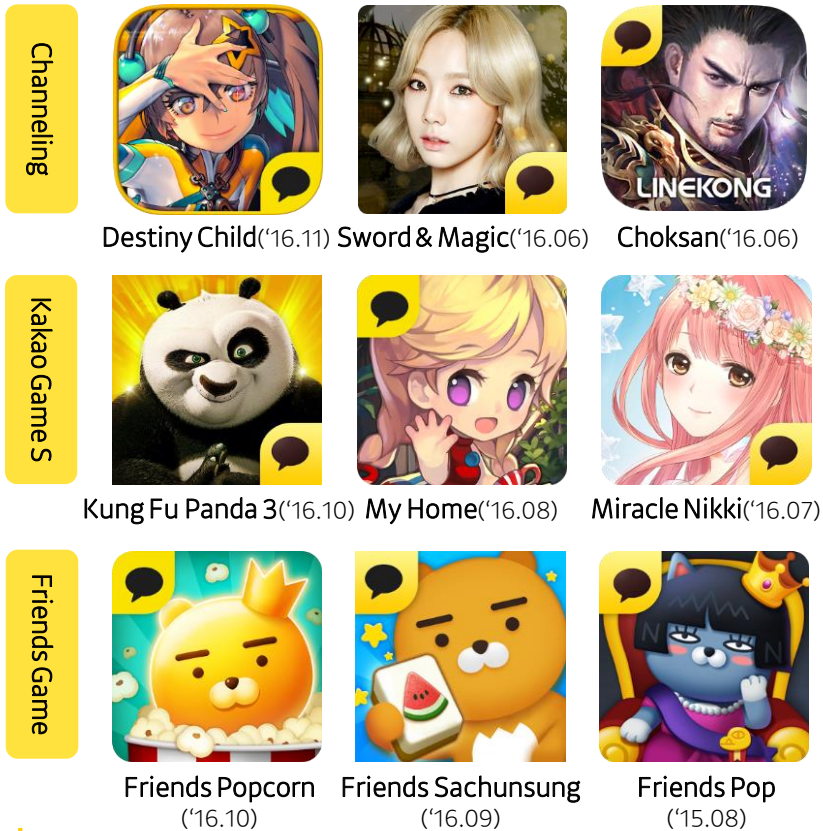 Channeling
LINEKONG
Destiny Child(‘16.11) Sword & Magic(‘16.06) Choksan(‘16.06)
Kakao Game S
Kung Fu Panda 3(‘16.10) My Home(‘16.08) Miracle Nikki(‘16.07)
Friends Game
N N
Friends Popcorn Friends Sachunsung Friends Pop
(‘16.10) (‘16.09) (‘15.08)